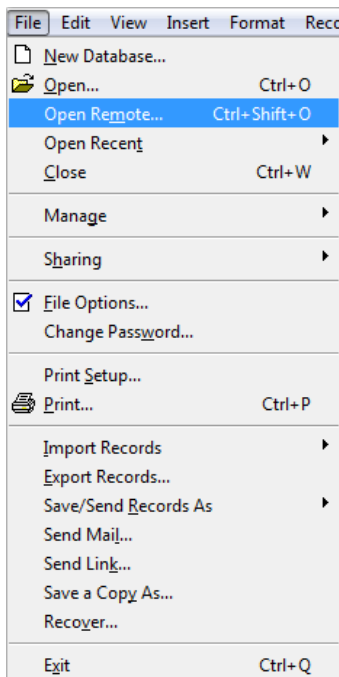 File Edit View Insert Format Reco
New Database...
Open... Ctrl+O
Open Remote... Ctrl+Shift+O
Open Recent
Close Ctrl+W
Manage
Sharing
File Options...
Change Password...
Print Setup...
Print... Ctrl+P
Import Records
Export Records...
Save/Send Records As
Send Mail...
Send Link...
Save a Copy As...
Recover...
Exit Ctrl+Q